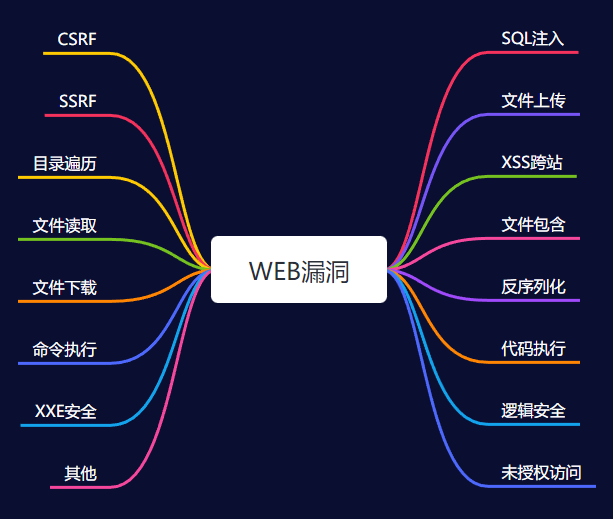 CSRF
SSRF
目录遍历
文件读取
文件下载
命令执行
XXE安全
其他
WEB漏洞
SQL注入
文件上传
XSS跨站
文件包含
反序列化
代码执行
逻辑安全
未授权访问